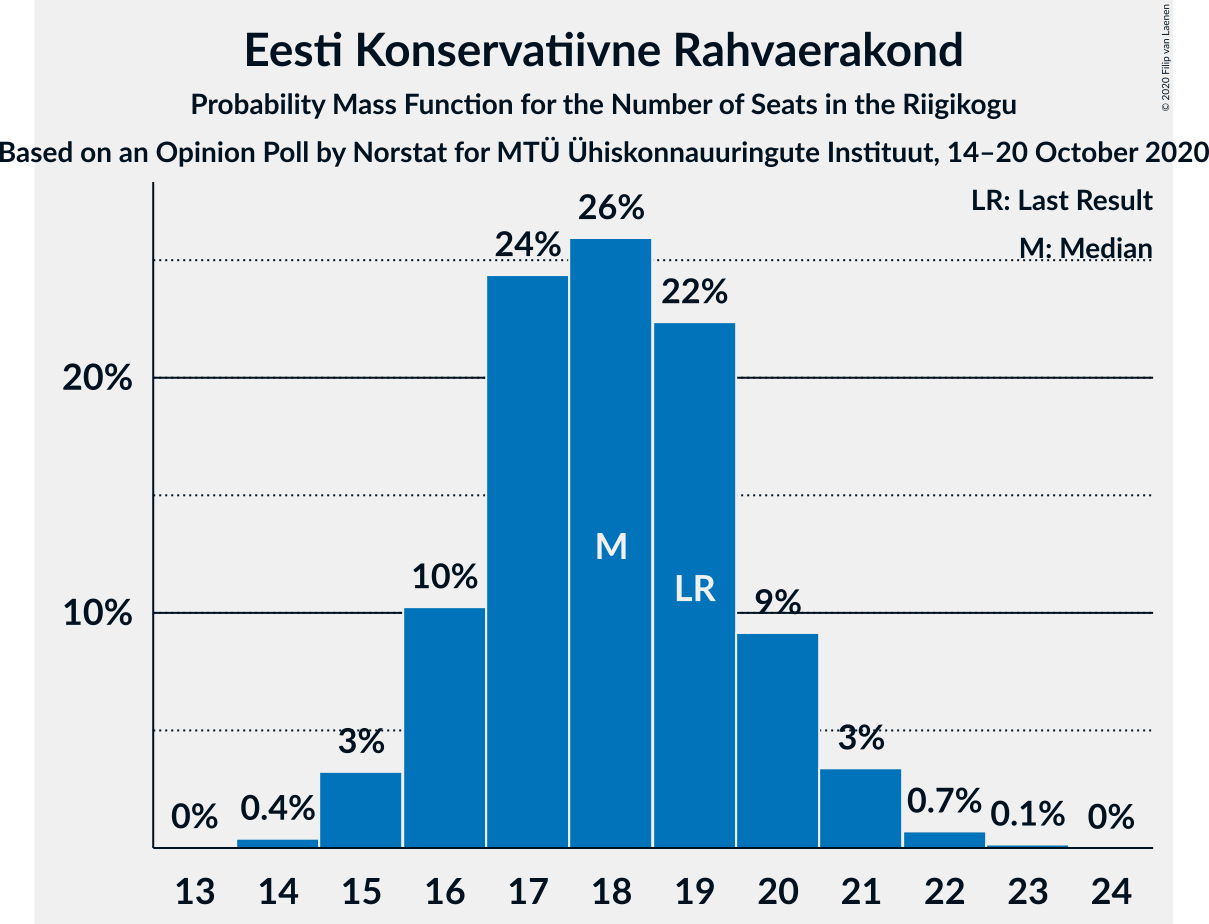 Eesti Konservatiivne Rahvaerakond
Probability Mass Function for the Number of Seats in the Riigikogu
Based on an Opinion Poll by Norstat for MTÜ Ühiskonnauuringute Instituut, 14–20 October 2020
© 2020 Filip van Laenen
LR: Last Result
M: Median
26%
24%
22%
20%
M
10%
LR
9%
10%
3%
3%
0%
0.4%
0.7%
0.1%
0%
13 14 15 16 17 18 19 20 21 22 23 24